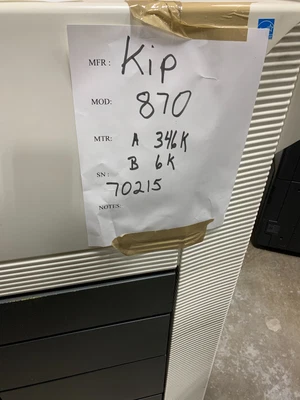 MFR: Kip
MOD: 870
MTR: A 346K
B 6K
SN: 70215
NOTES: